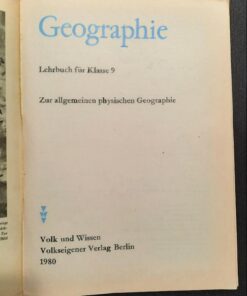 Geographie
Lehrbuch für Klasse 9
Zur allgemeinen physischen Geographie
Volk und Wissen
Volkseigener Verlag Berlin
1980